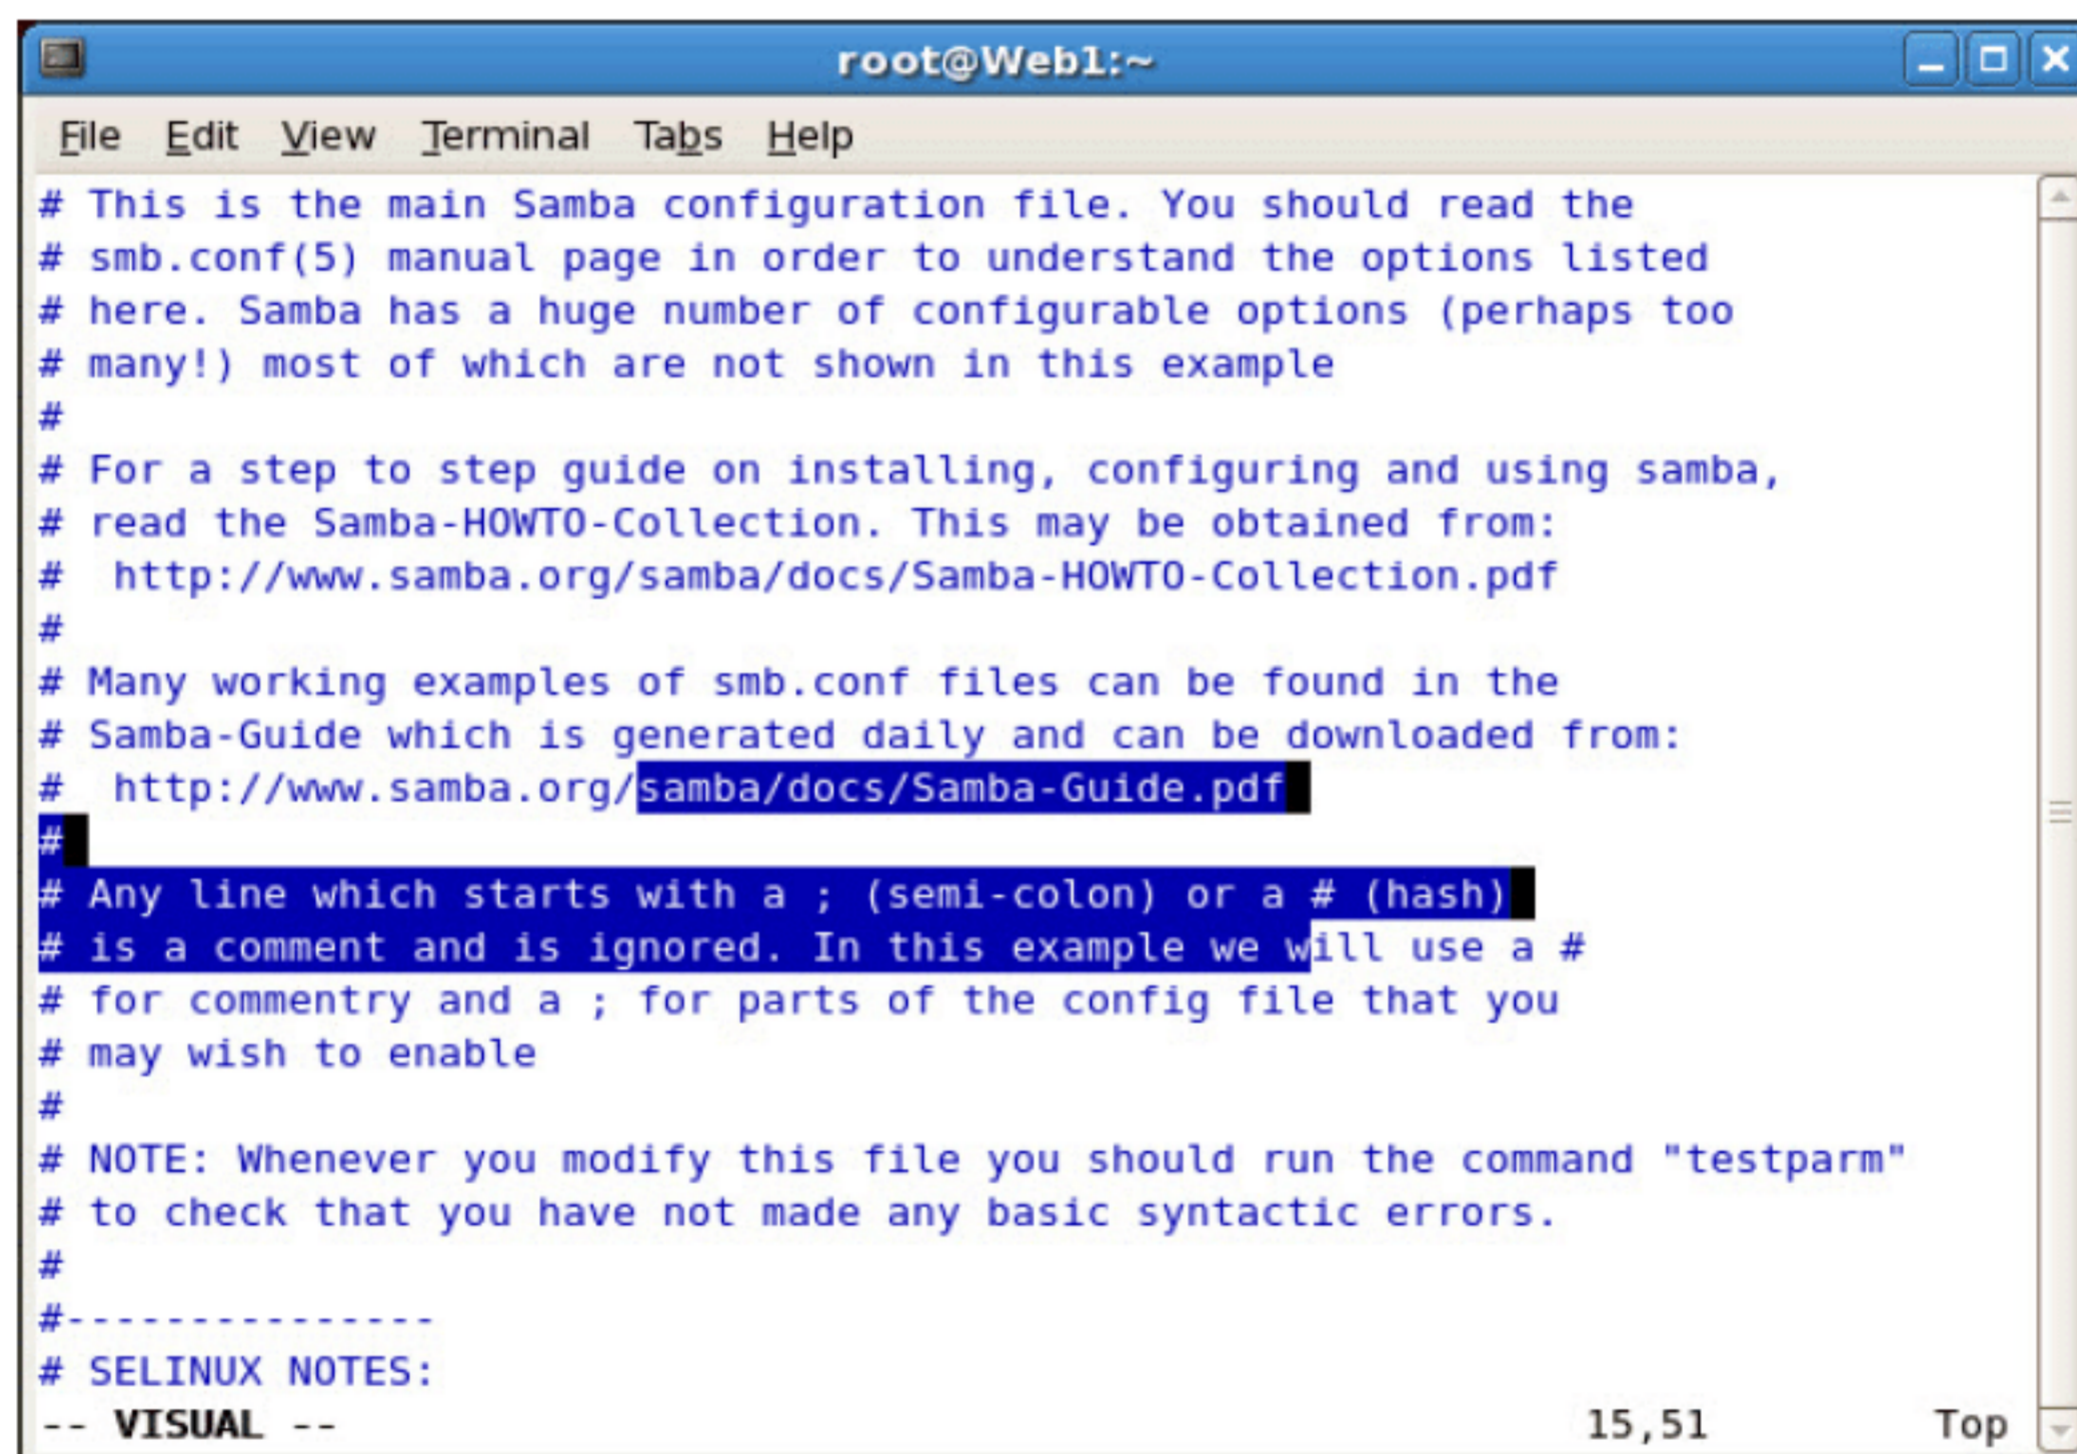 root@Web1:~
File Edit View Terminal Tabs Help
# This is the main Samba configuration file. You should read the
# smb.conf(5) manual page in order to understand the options listed
# here. Samba has a huge number of configurable options (perhaps too
# many!) most of which are not shown in this example
#
# For a step to step guide on installing, configuring and using samba,
# read the Samba-HOWTO-Collection. This may be obtained from:
#  http://www.samba.org/samba/docs/Samba-HOWTO-Collection.pdf
#
# Many working examples of smb.conf files can be found in the
# Samba-Guide which is generated daily and can be downloaded from:
#  http://www.samba.org/samba/docs/Samba-Guide.pdf
#
# Any line which starts with a ; (semi-colon) or a # (hash)
# is a comment and is ignored. In this example we will use a #
# for commentry and a ; for parts of the config file that you
# may wish to enable
#
# NOTE: Whenever you modify this file you should run the command "testparm"
# to check that you have not made any basic syntactic errors.
#
#---------------
# SELINUX NOTES:
-- VISUAL -- 15,51 Top